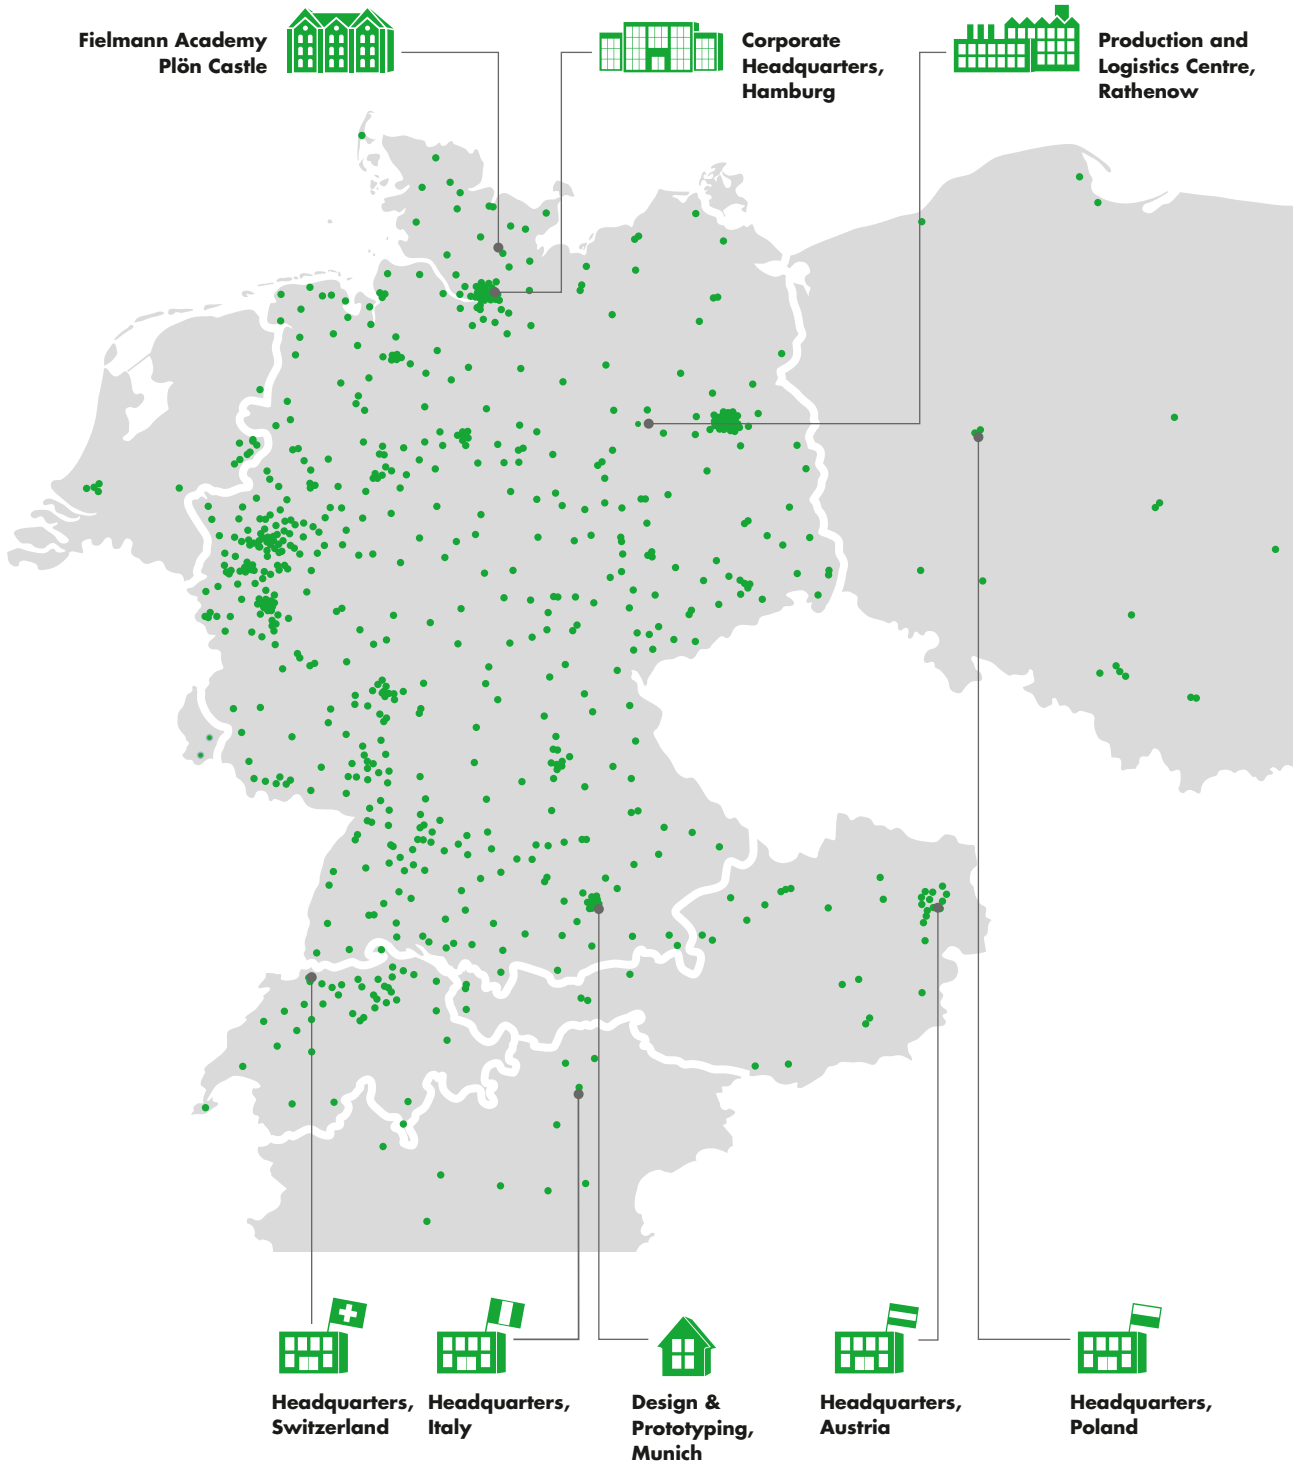 Fielmann Academy
Plön Castle
Corporate
Headquarters,
Hamburg
Production and
Logistics Centre,
Rathenow
Headquarters,
Switzerland
Headquarters,
Italy
Design &
Prototyping,
Munich
Headquarters,
Austria
Headquarters,
Poland